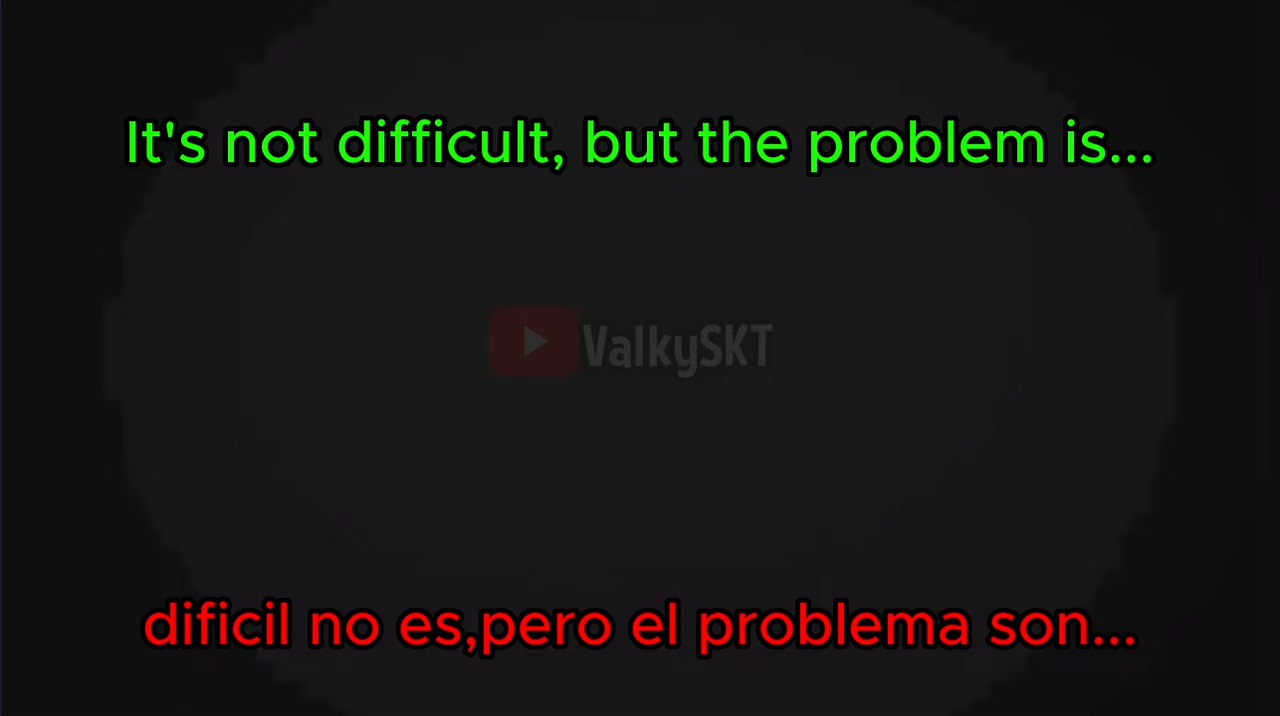 It's not difficult, but the problem is...
ValkySKT
dificil no es,pero el problema son...